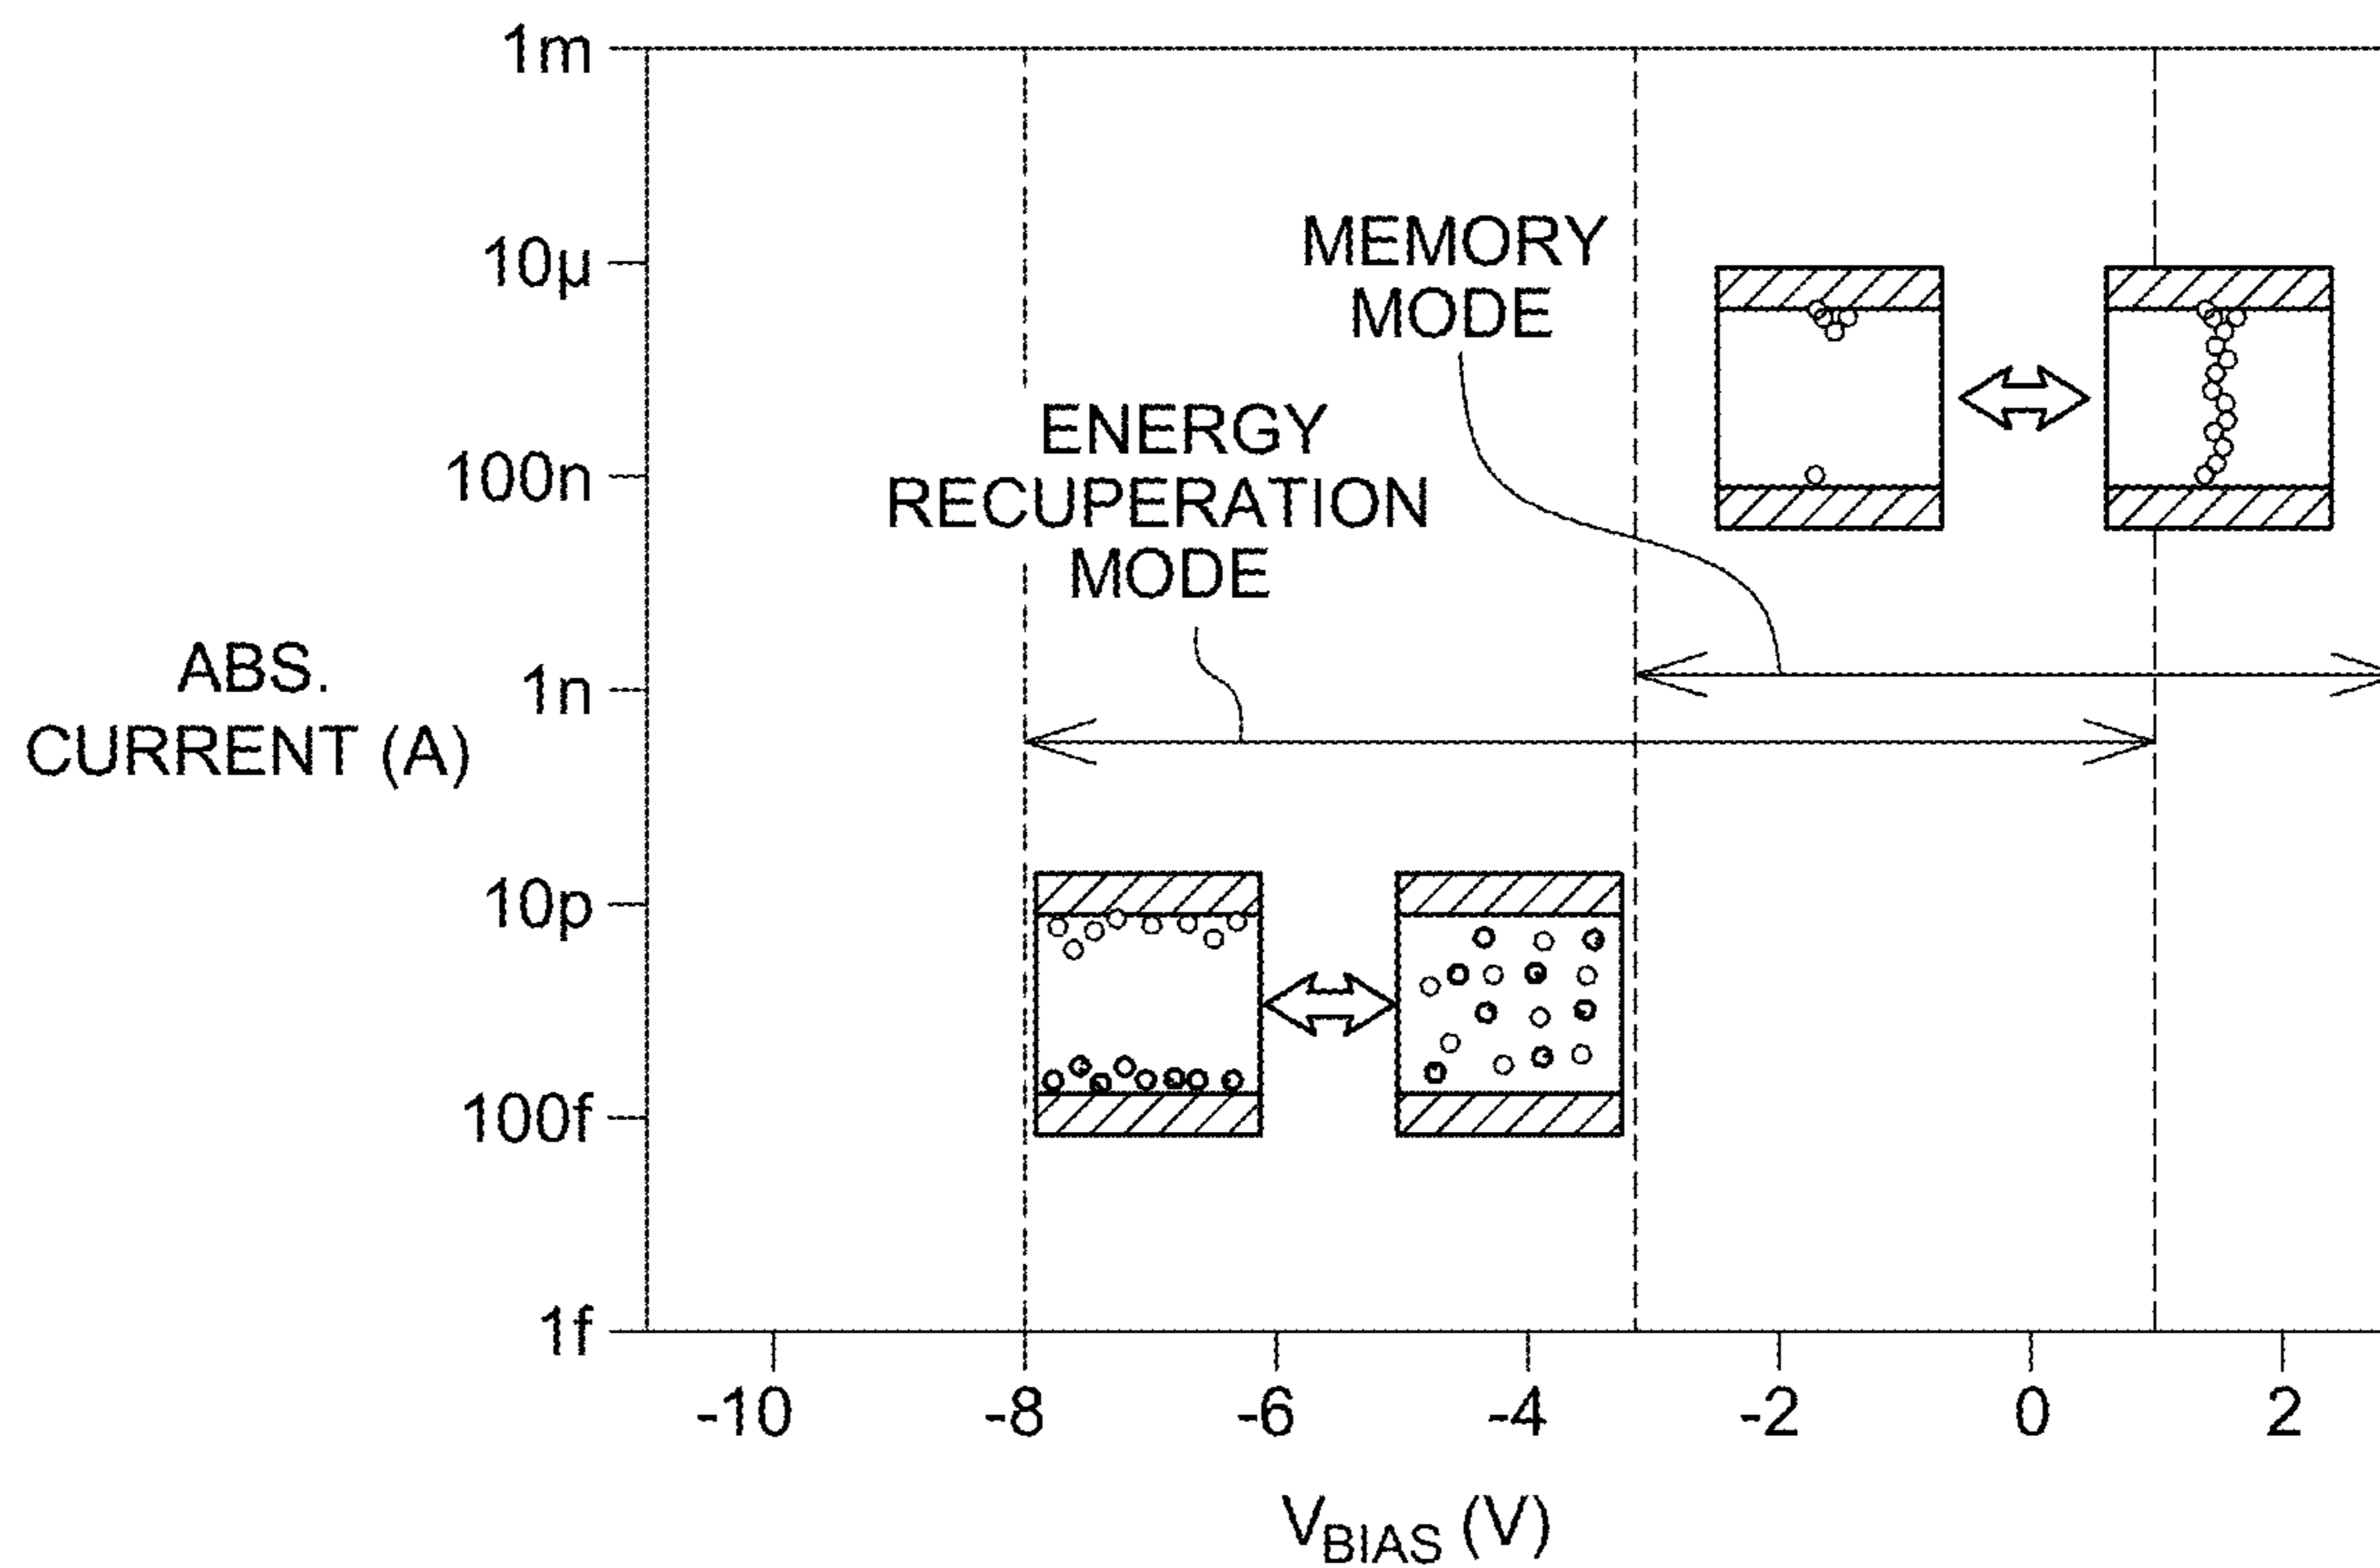 1m
10µ
100n
1n
10p
100f
1f
ABS.
CURRENT (A)
MEMORY
MODE
ENERGY
RECUPERATION
MODE
-10 -8 -6 -4 -2 0 2
VBIAS (V)